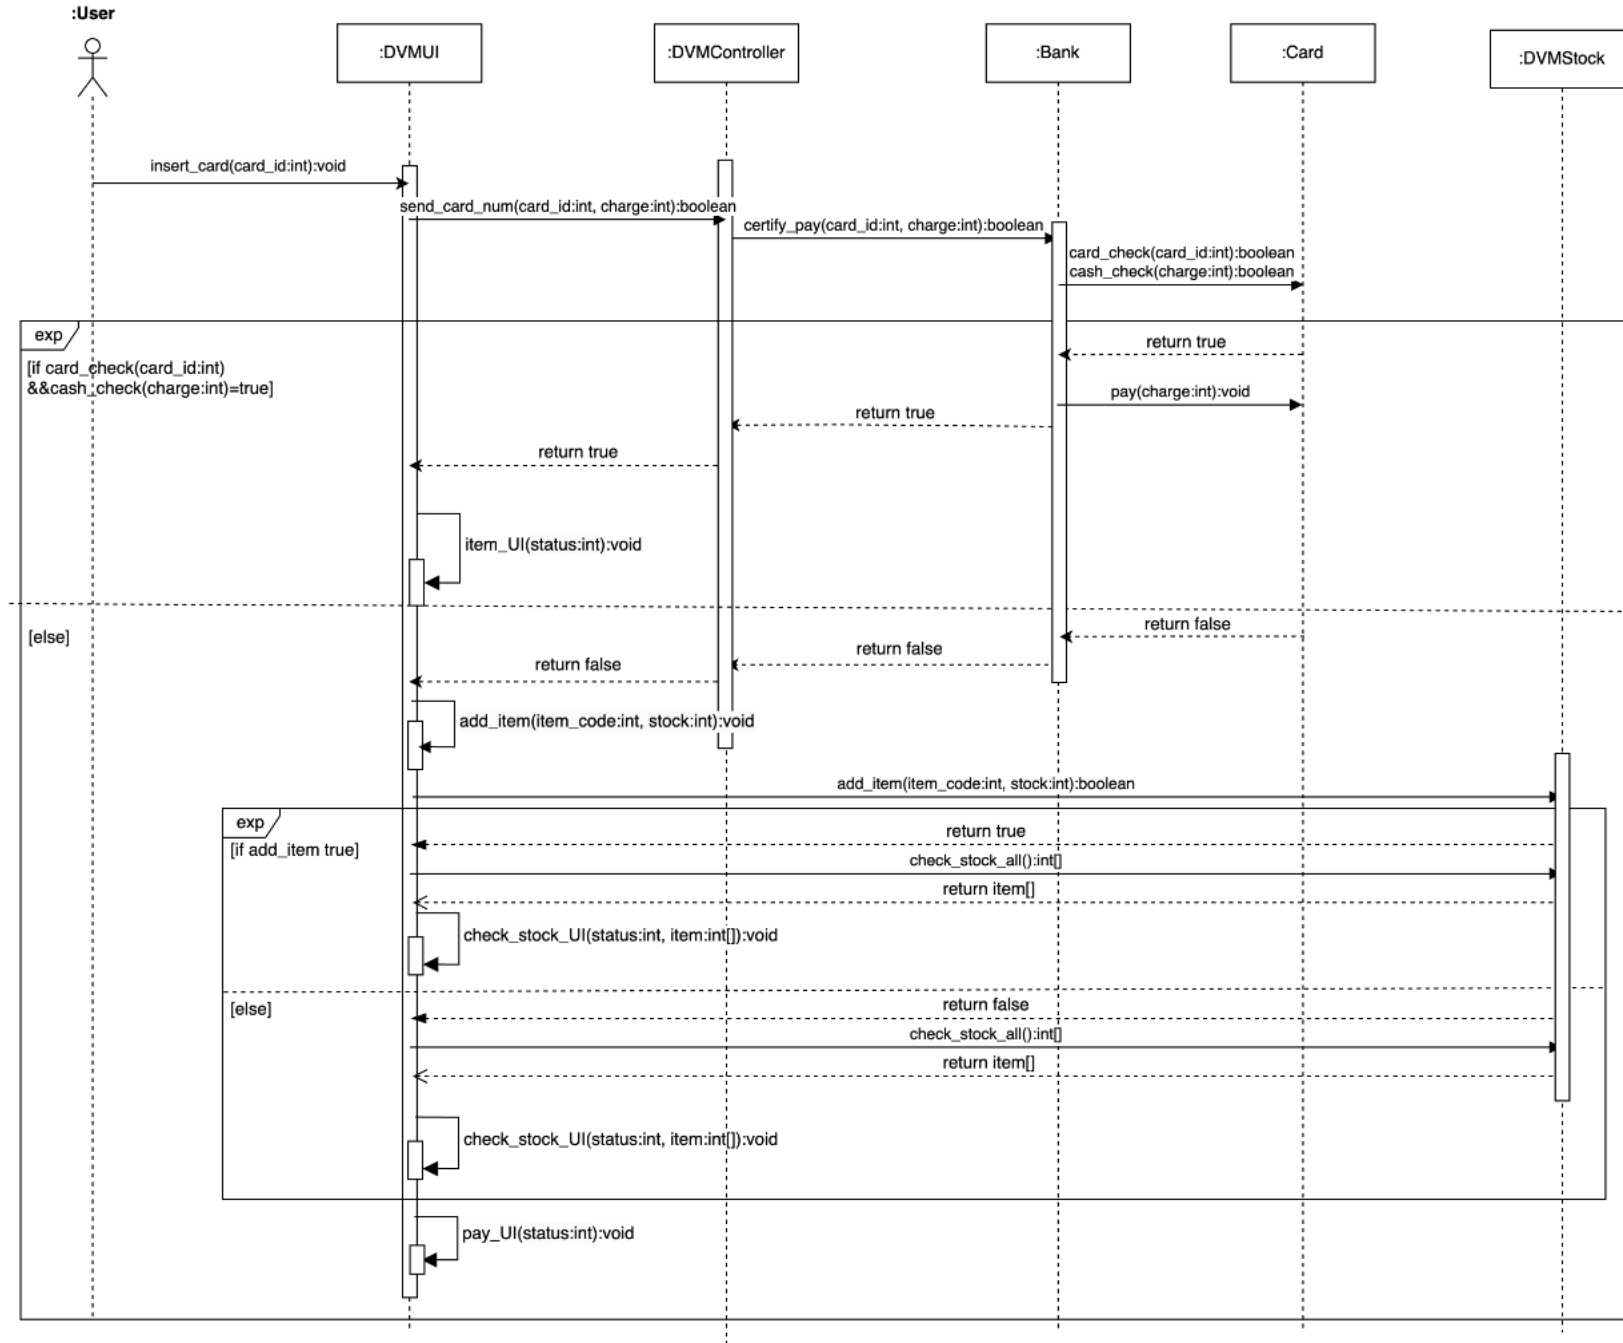 :User
:DVMUI
:DVMController
:Bank
:Card
:DVMStock
insert_card(card_id:int):void
send_card_num(card_id:int, charge:int):boolean
certify_pay(card_id:int, charge:int):boolean
card_check(card_id:int):boolean
cash_check(charge:int):boolean
exp
[if card_check(card_id:int)
&&cash_check(charge:int)=true]
return true
pay(charge:int):void
return true
return true
item_UI(status:int):void
[else]
return false
return false
return false
add_item(item_code:int, stock:int):void
add_item(item_code:int, stock:int):boolean
exp
[if add_item true]
return true
check_stock_all():int[]
return item[]
check_stock_UI(status:int, item:int[]):void
[else]
return false
check_stock_all():int[]
return item[]
check_stock_UI(status:int, item:int[]):void
pay_UI(status:int):void